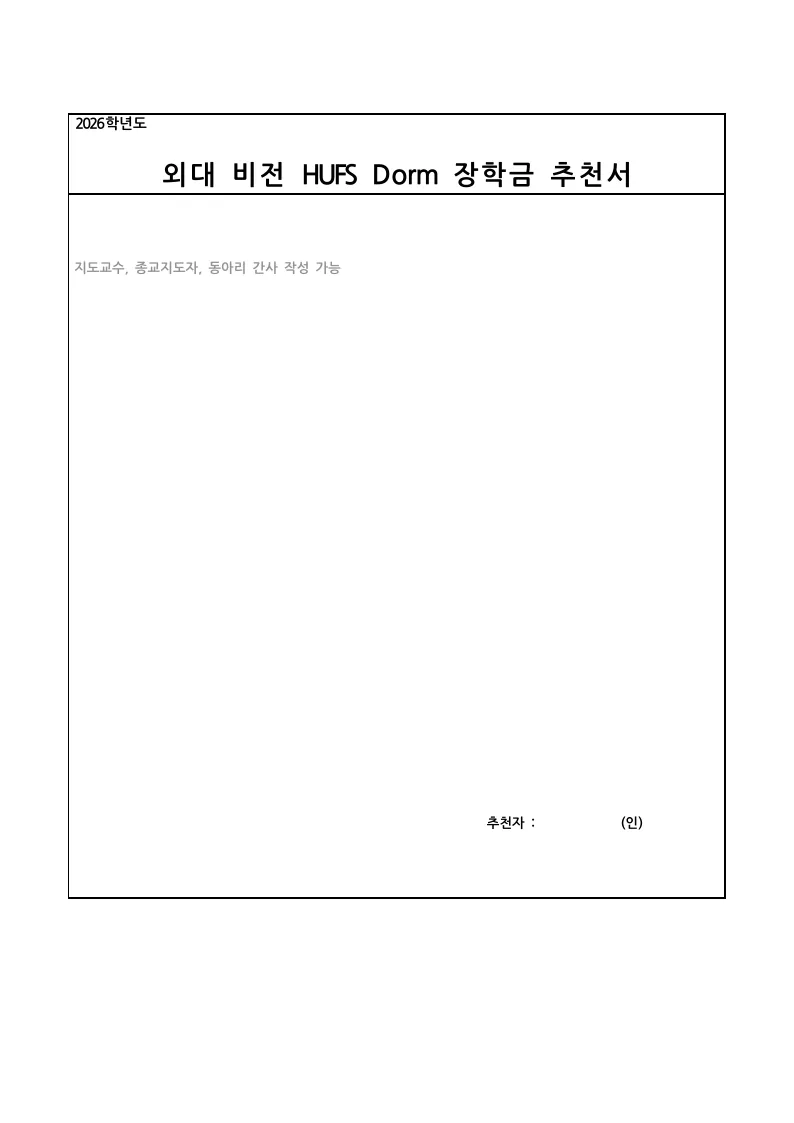 2026학년도
외대 비전 HUFS Dorm 장학금 추천서
지도교수, 종교지도자, 동아리 간사 작성 가능
추천자 : (인)